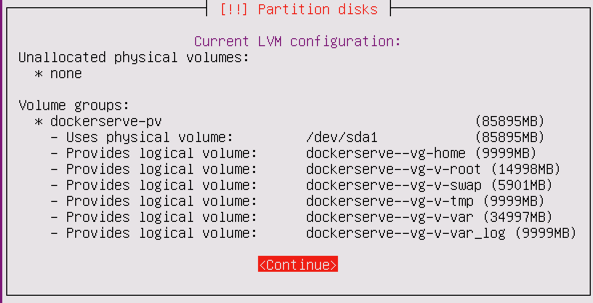 [!!] Partition disks
Current LVM configuration:
Unallocated physical volumes:
* none
Volume groups:
* dockerserve-pv (85895MB)
- Uses physical volume: /dev/sda1 (85895MB)
- Provides logical volume: dockerserve--vg-home (9999MB)
- Provides logical volume: dockerserve--vg-v-root (14998MB)
- Provides logical volume: dockerserve--vg-v-swap (5901MB)
- Provides logical volume: dockerserve--vg-v-tmp (9999MB)
- Provides logical volume: dockerserve--vg-v-var (34997MB)
- Provides logical volume: dockerserve--vg-v-var_log (9999MB)
<Continue>